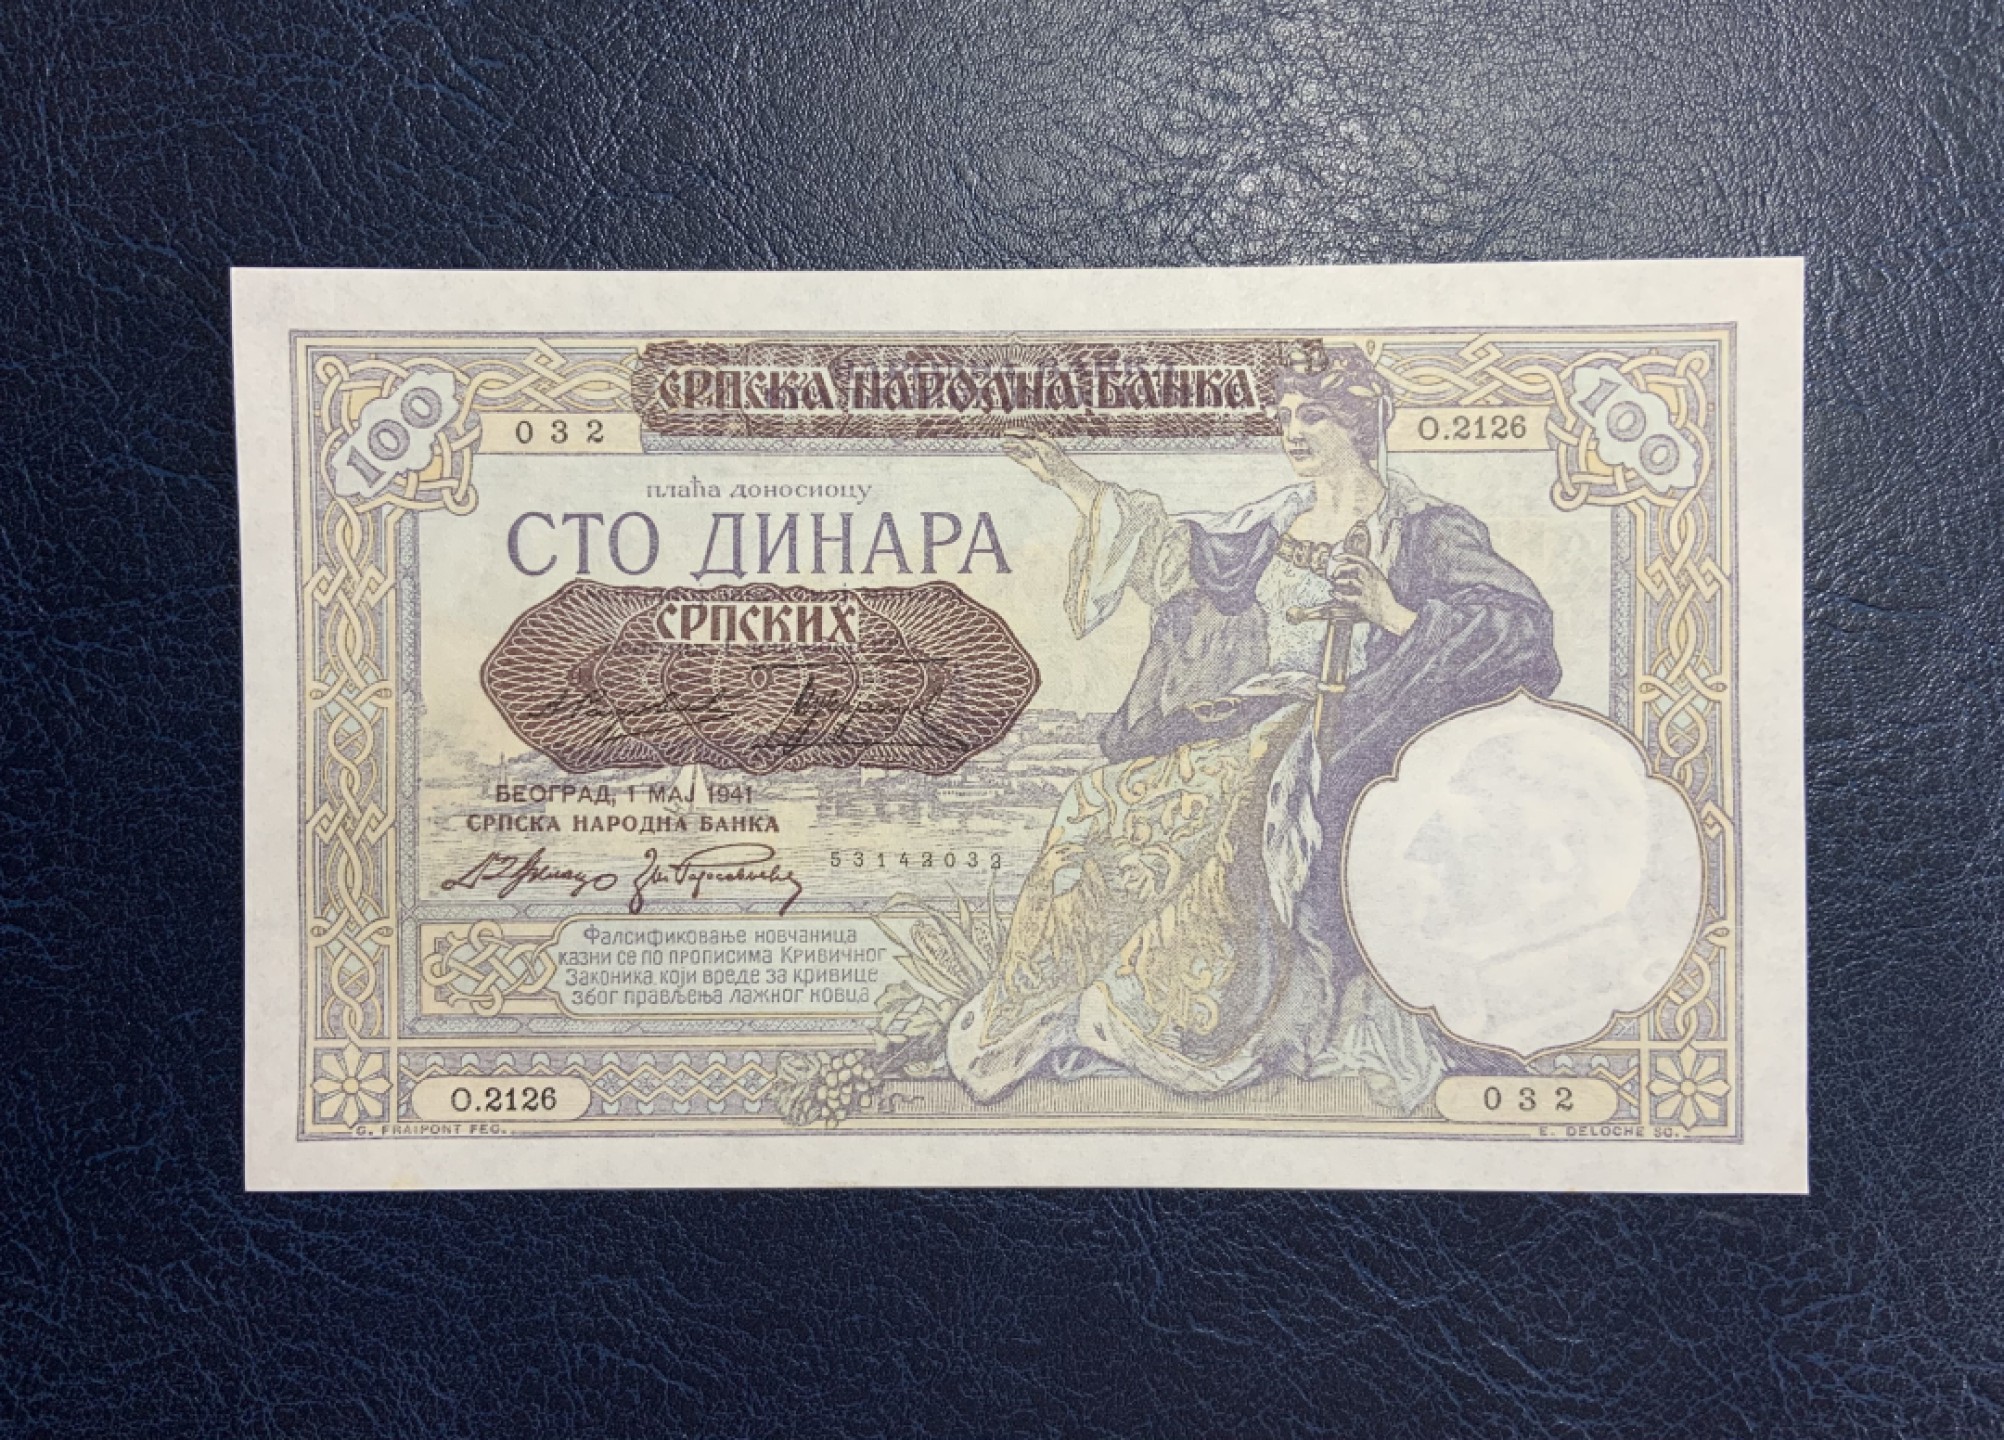 СРПСКА НАРОДНА БАНКА
100
100
032
O.2126
плаћа доносиоцу
СТО ДИНАРА
СРПСКИХ
БЕОГРАД, 1 МАЈ 1941
СРПСКА НАРОДНА БАНКА
53142032
Фалсификовање новчаница
казни се по прописима Кривичног
Законика који вреде за кривице
због прављења лажног новца
O.2126
032
G. FRAIPONT FEC.
E. DELOCHE SC.